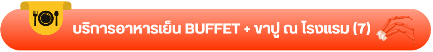 บริการอาหารเย็น BUFFET + ขาปู ณ โรงแรม (7)